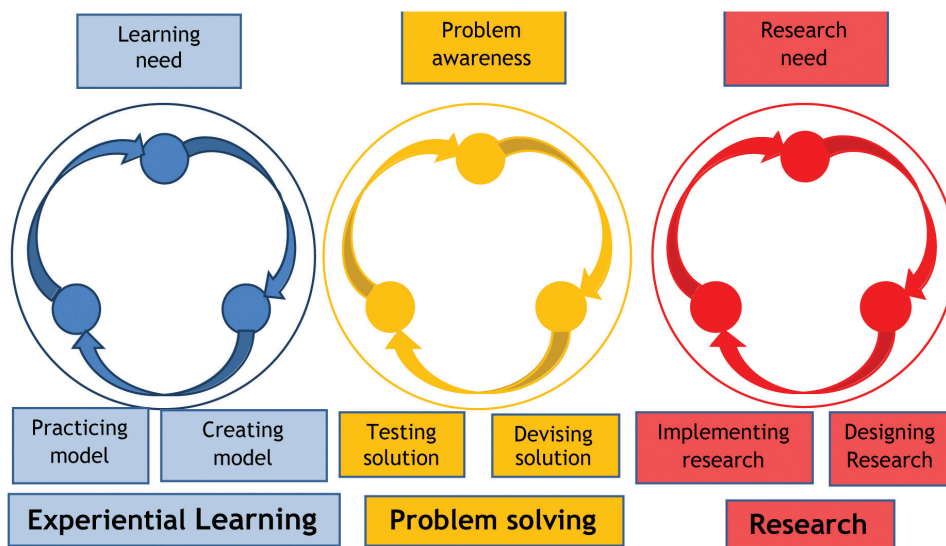 Learning
need
Problem
awareness
Research
need
Practicing
model
Creating
model
Testing
solution
Devising
solution
Implementing
research
Designing
Research
Experiential Learning
Problem solving
Research